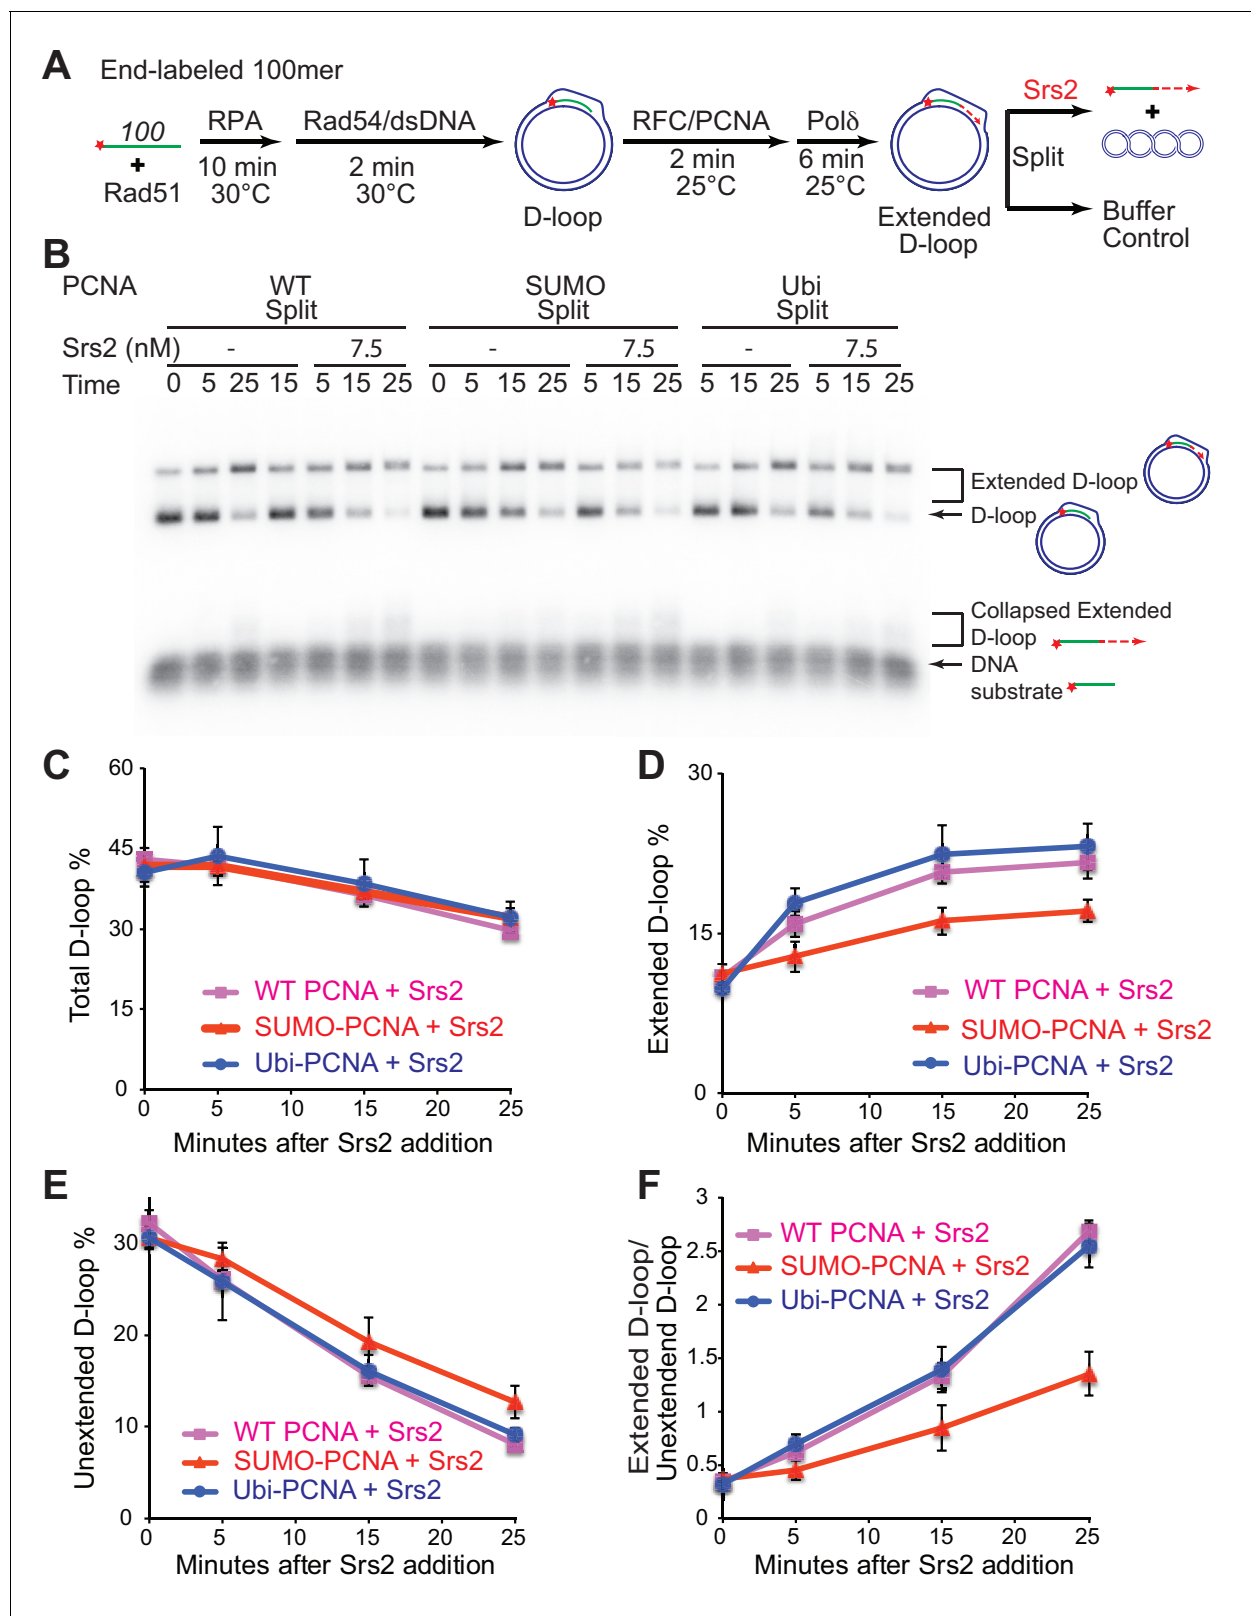 A End-labeled 100mer
100
+
Rad51
RPA
10 min
30°C
Rad54/dsDNA
2 min
30°C
D-loop
RFC/PCNA
2 min
25°C
Polδ
6 min
25°C
Extended
D-loop
Srs2
Split
+
Buffer
Control
B
PCNA WT SUMO Ubi
Split Split Split
Srs2 (nM) - 7.5 - 7.5 - 7.5
Time 0 5 25 15 5 15 25 0 5 15 25 5 15 25 5 15 25 5 15 25
Extended D-loop
D-loop
Collapsed Extended
D-loop
DNA
substrate
C
Total D-loop %
60
45
30
15
0
WT PCNA + Srs2
SUMO-PCNA + Srs2
Ubi-PCNA + Srs2
0 5 10 15 20 25
Minutes after Srs2 addition
D
Extended D-loop %
30
15
0
WT PCNA + Srs2
SUMO-PCNA + Srs2
Ubi-PCNA + Srs2
0 5 10 15 20 25
Minutes after Srs2 addition
E
Unextended D-loop %
30
20
10
0
WT PCNA + Srs2
SUMO-PCNA + Srs2
Ubi-PCNA + Srs2
0 5 10 15 20 25
Minutes after Srs2 addition
F
Extended D-loop/
Unextend D-loop
3
2.5
2
1.5
1
0.5
0
WT PCNA + Srs2
SUMO-PCNA + Srs2
Ubi-PCNA + Srs2
0 5 10 15 20 25
Minutes after Srs2 addition